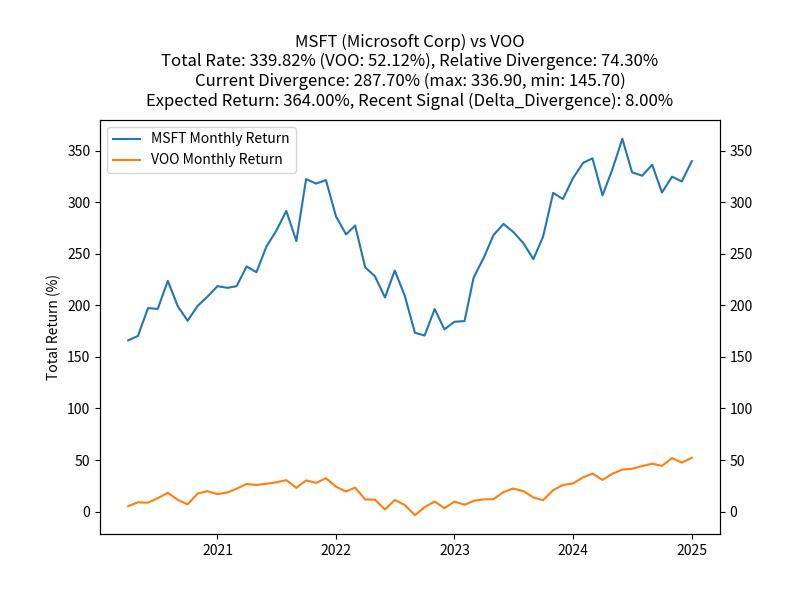 MSFT (Microsoft Corp) vs VOO
Total Rate: 339.82% (VOO: 52.12%), Relative Divergence: 74.30%
Current Divergence: 287.70% (max: 336.90, min: 145.70)
Expected Return: 364.00%, Recent Signal (Delta_Divergence): 8.00%
MSFT Monthly Return
VOO Monthly Return
350 350
300 300
250 250
200 200
150 150
100 100
50 50
0 0
Total Return (%)
2021 2022 2023 2024 2025